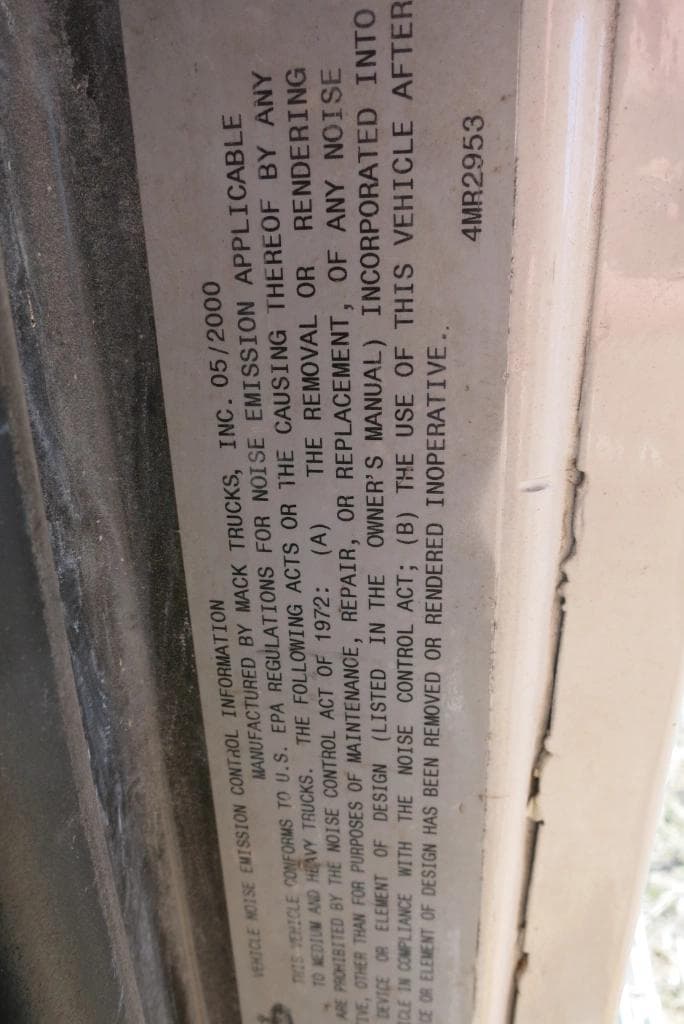 VEHICLE NOISE EMISSION CONTROL INFORMATION
MANUFACTURED BY MACK TRUCKS, INC. 05/2000
THIS VEHICLE CONFORMS TO U.S. EPA REGULATIONS FOR NOISE EMISSION APPLICABLE
TO MEDIUM AND HEAVY TRUCKS. THE FOLLOWING ACTS OR THE CAUSING THEREOF BY ANY
ARE PROHIBITED BY THE NOISE CONTROL ACT OF 1972: (A) THE REMOVAL OR RENDERING
IVE, OTHER THAN FOR PURPOSES OF MAINTENANCE, REPAIR, OR REPLACEMENT, OF ANY NOISE
DEVICE OR ELEMENT OF DESIGN (LISTED IN THE OWNER'S MANUAL) INCORPORATED INTO
CLE IN COMPLIANCE WITH THE NOISE CONTROL ACT; (B) THE USE OF THIS VEHICLE AFTER
CE OR ELEMENT OF DESIGN HAS BEEN REMOVED OR RENDERED INOPERATIVE.
4MR2953